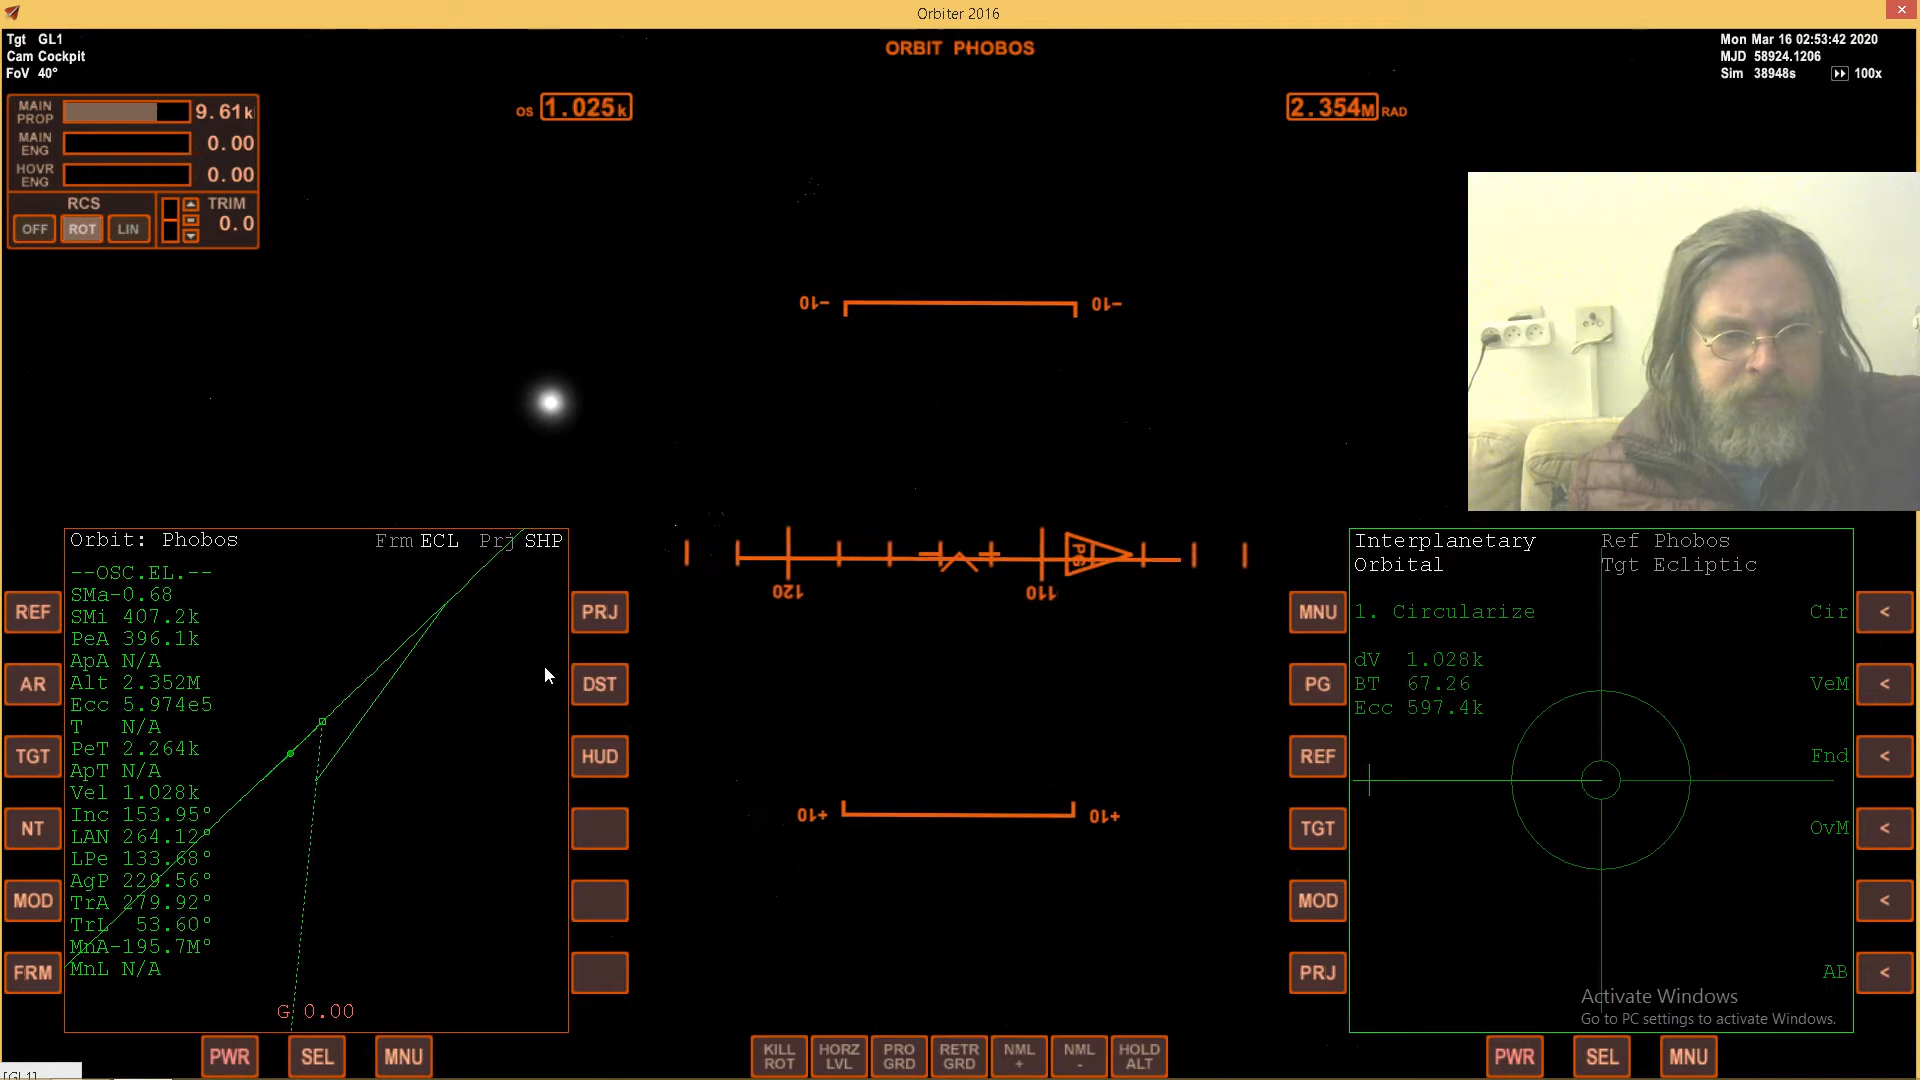 Orbiter 2016
Tgt GL1
Cam Cockpit
FoV 40°
ORBIT PHOBOS
Mon Mar 16 02:53:42 2020
MJD 58924.1206
Sim 38948s
100x
MAIN PROP 9.61k
MAIN ENG 0.00
HOVR ENG 0.00
RCS
TRIM
OFF ROT LIN
0.0
OS 1.025k
2.354M RAD
-10 -10
120 110
PG
+10 +10
Orbit: Phobos Frm ECL Prj SHP
--OSC.EL.--
SMa-0.68
SMi 407.2k
PeA 396.1k
ApA N/A
Alt 2.352M
Ecc 5.974e5
T N/A
PeT 2.264k
ApT N/A
Vel 1.028k
Inc 153.95°
LAN 264.12°
LPe 133.68°
AgP 229.56°
TrA 279.92°
TrL 53.60°
MnA-195.7M°
MnL N/A
G 0.00
REF
AR
TGT
NT
MOD
FRM
PRJ
DST
HUD
PWR SEL MNU
KILL ROT
HORZ LVL
PRO GRD
RETR GRD
NML +
NML -
HOLD ALT
Interplanetary Ref Phobos
Orbital Tgt Ecliptic
1. Circularize
dV 1.028k
BT 67.26
Ecc 597.4k
Cir
VeM
Fnd
OvM
AB
MNU
PG
REF
TGT
MOD
PRJ
<
<
<
<
<
<
Activate Windows
Go to PC settings to activate Windows.
PWR SEL MNU
[GL1]